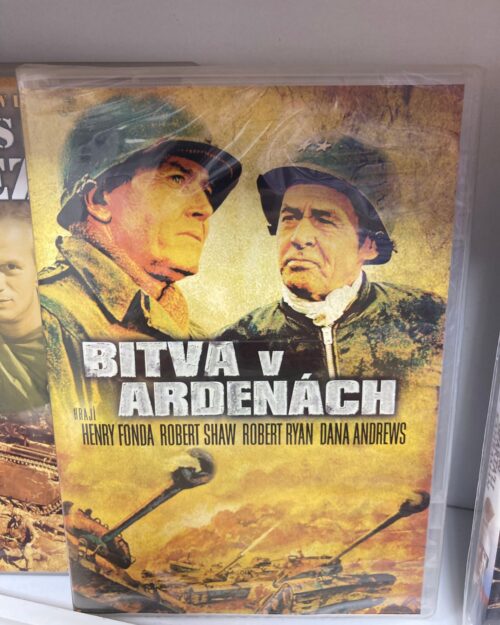 BITVA V
ARDENÁCH
HRAJÍ
HENRY FONDA ROBERT SHAW ROBERT RYAN DANA ANDREWS